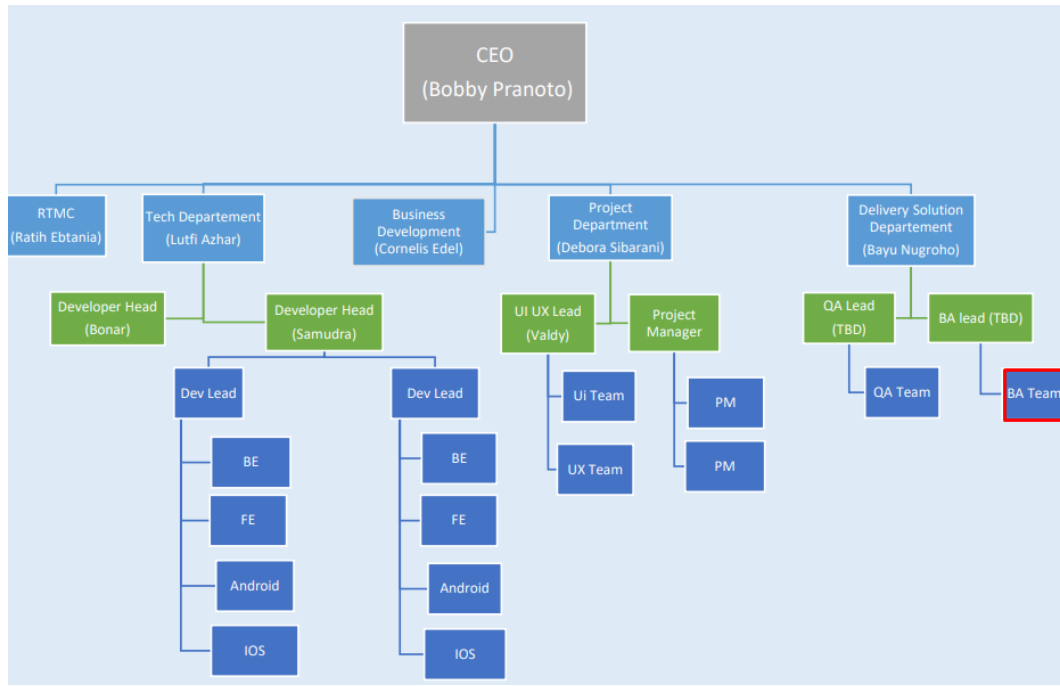 CEO
(Bobby Pranoto)
RTMC
(Ratih Ebtania)
Tech Departement
(Lutfi Azhar)
Business
Development
(Cornelis Edel)
Project
Department
(Debora Sibarani)
Delivery Solution
Departement
(Bayu Nugroho)
Developer Head
(Bonar)
Developer Head
(Samudra)
UI UX Lead
(Valdy)
Project
Manager
QA Lead
(TBD)
BA lead (TBD)
Dev Lead
BE
FE
Android
IOS
Dev Lead
BE
FE
Android
IOS
Ui Team
UX Team
PM
PM
QA Team
BA Team